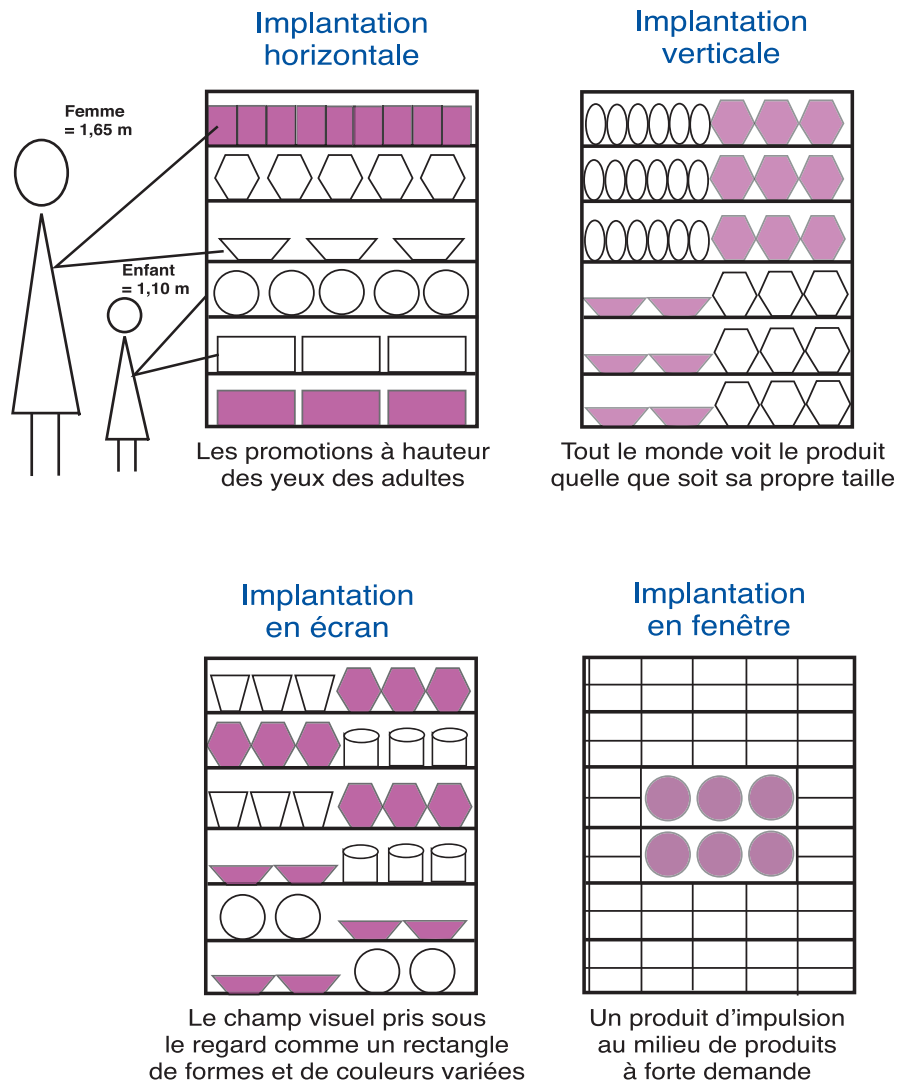 Implantation
horizontale
Femme
= 1,65 m
Enfant
= 1,10 m
Les promotions à hauteur
des yeux des adultes
Implantation
verticale
Tout le monde voit le produit
quelle que soit sa propre taille
Implantation
en écran
Le champ visuel pris sous
le regard comme un rectangle
de formes et de couleurs variées
Implantation
en fenêtre
Un produit d'impulsion
au milieu de produits
à forte demande